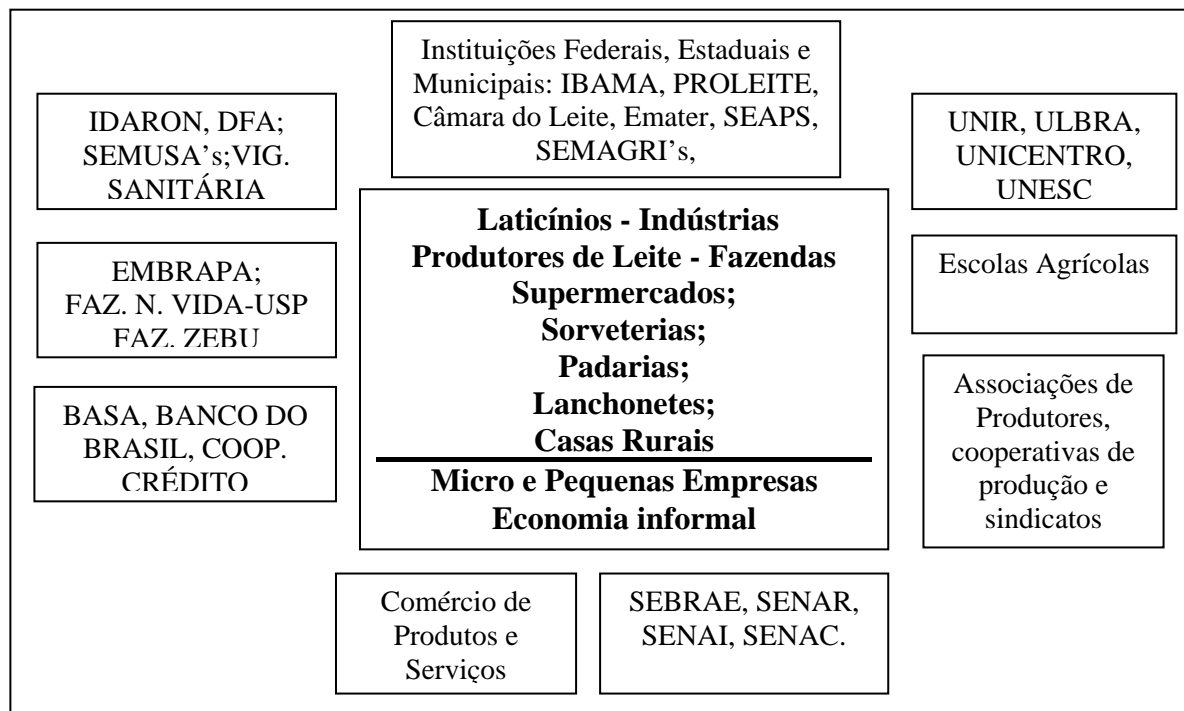 Instituições Federais, Estaduais e
Municipais: IBAMA, PROLEITE,
Câmara do Leite, Emater, SEAPS,
SEMAGRI's,
IDARON, DFA;
SEMUSA's;VIG.
SANITÁRIA
UNIR, ULBRA,
UNICENTRO,
UNESC
Laticínios - Indústrias
Produtores de Leite - Fazendas
Supermercados;
Sorveterias;
Padarias;
Lanchonetes;
Casas Rurais
Micro e Pequenas Empresas
Economia informal
EMBRAPA;
FAZ. N. VIDA-USP
FAZ. ZEBU
Escolas Agrícolas
BASA, BANCO DO
BRASIL, COOP.
CRÉDITO
Associações de
Produtores,
cooperativas de
produção e
sindicatos
Comércio de
Produtos e
Serviços
SEBRAE, SENAR,
SENAI, SENAC.